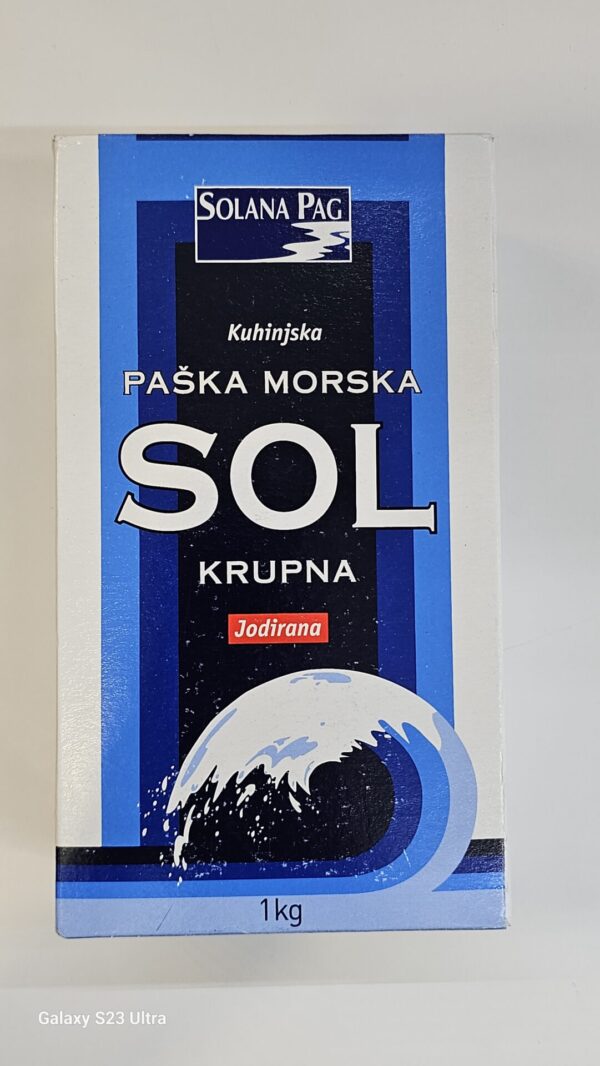 SOLANA PAG
Kuhinjska
PAŠKA MORSKA
SOL
KRUPNA
Jodirana
1kg
Galaxy S23 Ultra